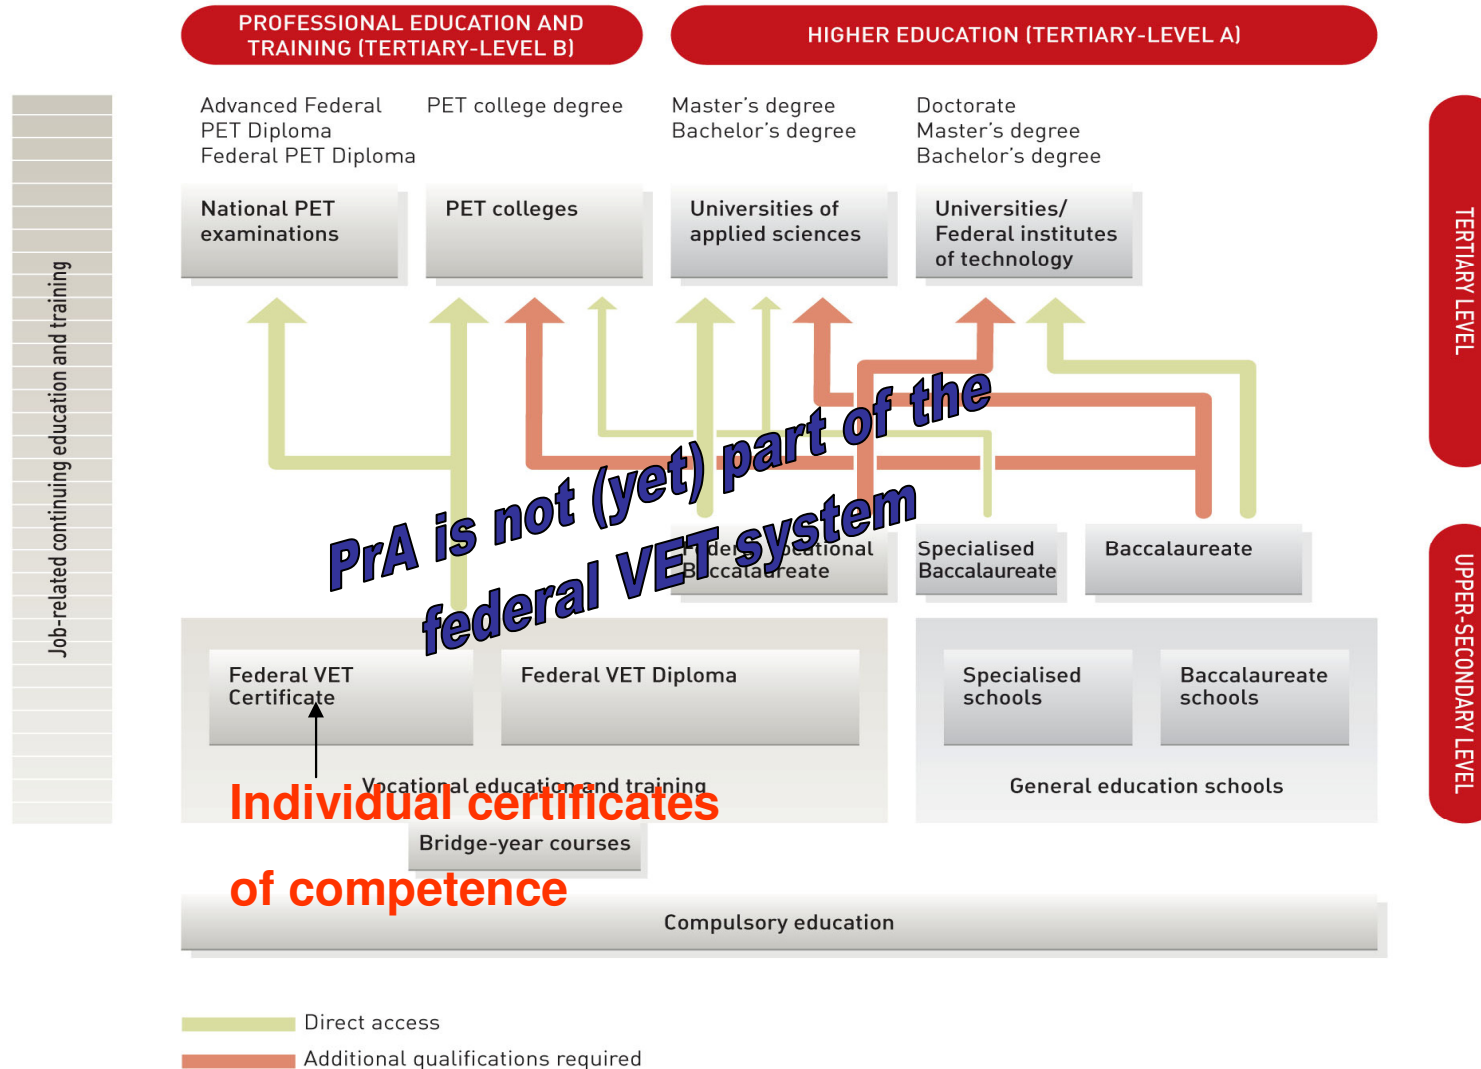 PROFESSIONAL EDUCATION AND
TRAINING (TERTIARY-LEVEL B)
HIGHER EDUCATION (TERTIARY-LEVEL A)
Advanced Federal
PET Diploma
Federal PET Diploma
PET college degree
Master's degree
Bachelor's degree
Doctorate
Master's degree
Bachelor's degree
National PET
examinations
PET colleges
Universities of
applied sciences
Universities/
Federal institutes
of technology
TERTIARY LEVEL
Job-related continuing education and training
PrA is not (yet) part of the
federal VET system
Federal Vocational
Baccalaureate
Specialised
Baccalaureate
Baccalaureate
UPPER-SECONDARY LEVEL
Federal VET
Certificate
Federal VET Diploma
Specialised
schools
Baccalaureate
schools
Vocational education and training
General education schools
Individual certificates
of competence
Bridge-year courses
Compulsory education
Direct access
Additional qualifications required